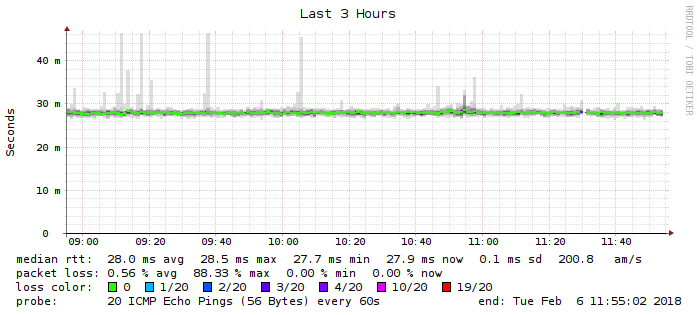 Last 3 Hours
RRDTOOL / TOBI OETIKER
Seconds
40 m
30 m
20 m
10 m
0
09:00 09:20 09:40 10:00 10:20 10:40 11:00 11:20 11:40
median rtt: 28.0 ms avg 28.5 ms max 27.7 ms min 27.9 ms now 0.1 ms sd 200.8 am/s
packet loss: 0.56 % avg 88.33 % max 0.00 % min 0.00 % now
loss color: 0 1/20 2/20 3/20 4/20 10/20 19/20
probe: 20 ICMP Echo Pings (56 Bytes) every 60s end: Tue Feb 6 11:55:02 2018